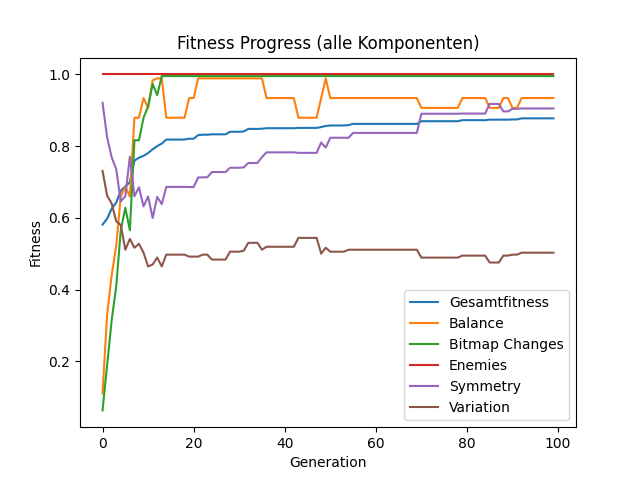 Fitness Progress (alle Komponenten)
Fitness
1.0
0.8
0.6
0.4
0.2
Gesamtfitness
Balance
Bitmap Changes
Enemies
Symmetry
Variation
0 20 40 60 80 100
Generation